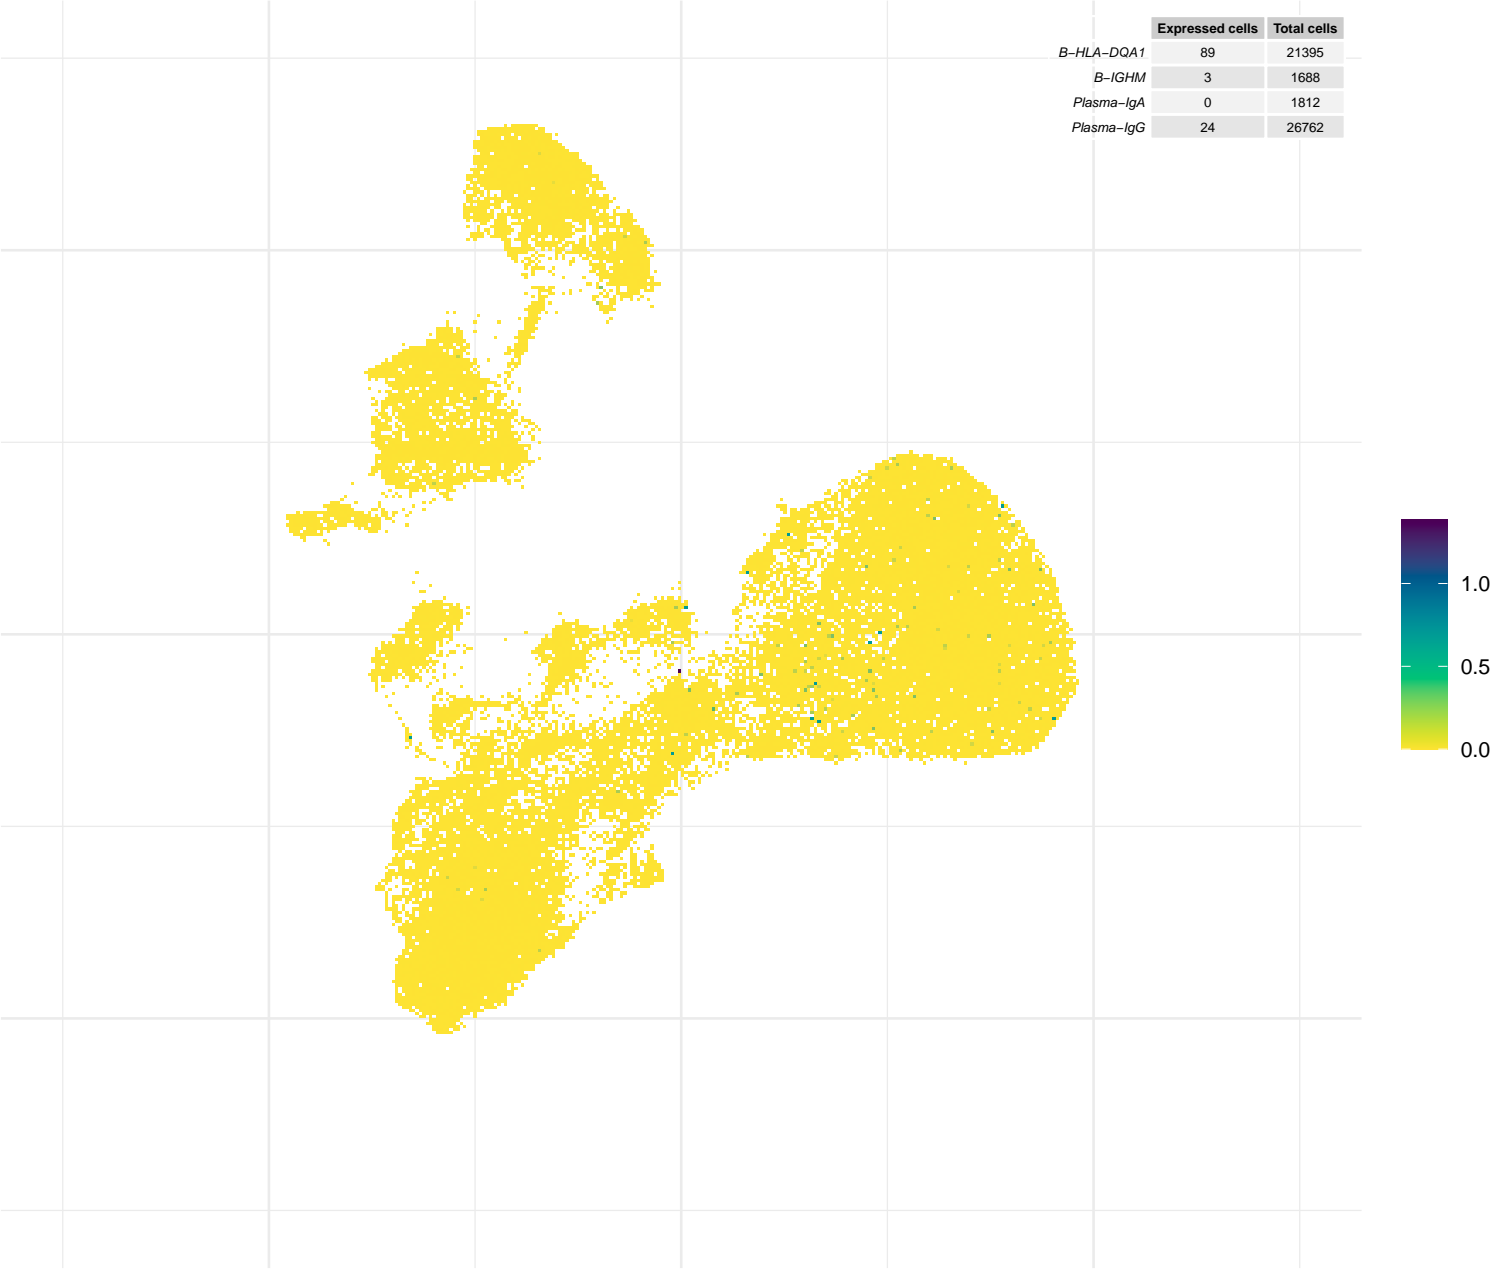 Expressed cells Total cells
B−HLA−DQA1 89 21395
B−IGHM 3 1688
Plasma−IgA 0 1812
Plasma−IgG 24 26762
1.0
0.5
0.0